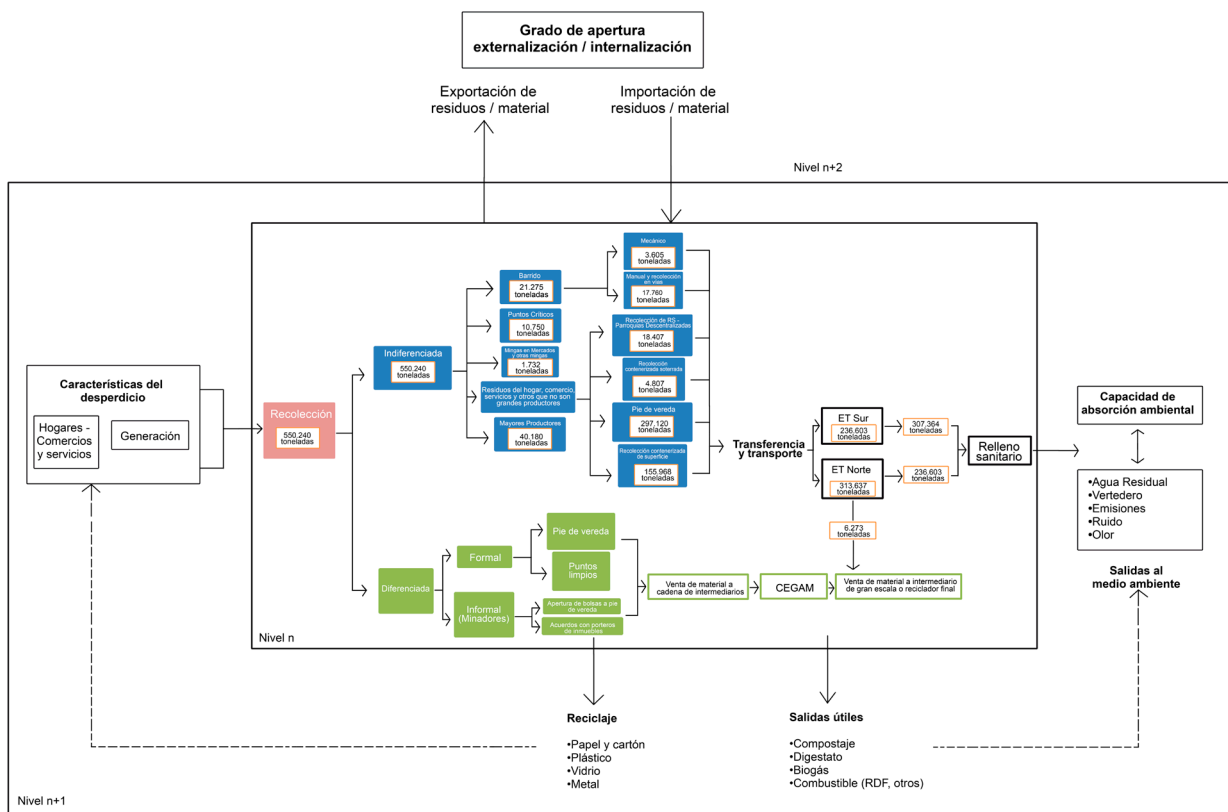 Grado de apertura
externalización / internalización
Exportación de
residuos / material
Importación de
residuos / material
Nivel n+2
Características del
desperdicio
Hogares -
Comercios
y servicios
Generación
Recolección
550,240
toneladas
Indiferenciada
550,240
toneladas
Barrido
21.275
toneladas
Puntos Críticos
10.750
toneladas
Mingas en Mercados
y otras mingas
1.732
toneladas
Residuos del hogar, comercio,
servicios y otros que no son
grandes productores
Mayores Productores
40.180
toneladas
Mecánico
3.605
toneladas
Manual y recolección
en vías
17.760
toneladas
Recolección de RS -
Parroquias Descentralizadas
18.407
toneladas
Recolección
contenerizada soterrada
4.807
toneladas
Pie de vereda
297,120
toneladas
Recolección contenerizada
de superficie
155,968
toneladas
Transferencia
y transporte
ET Sur
236,603
toneladas
307,364
toneladas
ET Norte
313,637
toneladas
236,603
toneladas
6.273
toneladas
Relleno
sanitario
Capacidad de
absorción ambiental
•Agua Residual
•Vertedero
•Emisiones
•Ruido
•Olor
Salidas al
medio ambiente
Diferenciada
Formal
Pie de vereda
Puntos
limpios
Informal
(Minadores)
Apertura de bolsas a pie
de vereda
Acuerdos con porteros
de inmuebles
Venta de material a
cadena de intermediarios
CEGAM
Venta de material a intermediario
de gran escala o reciclador final
Nivel n
Reciclaje
•Papel y cartón
•Plástico
•Vidrio
•Metal
Salidas útiles
•Compostaje
•Digestato
•Biogás
•Combustible (RDF, otros)
Nivel n+1